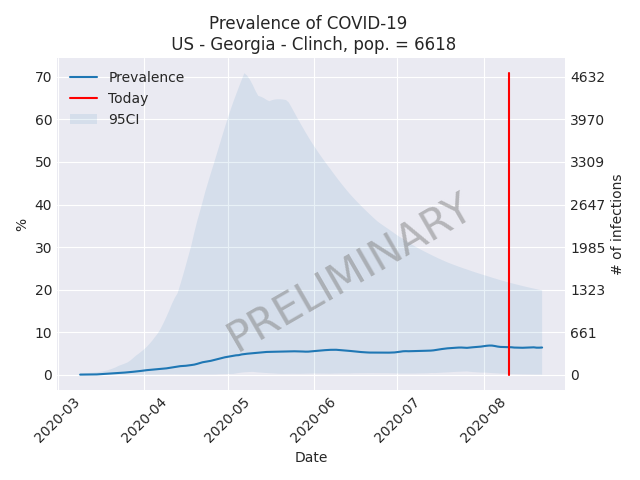 Prevalence of COVID-19
US - Georgia - Clinch, pop. = 6618
Prevalence
Today
95CI
70
60
50
40
30
20
10
0
%
4632
3970
3309
2647
1985
1323
661
0
# of infections
PRELIMINARY
2020-03
2020-04
2020-05
2020-06
2020-07
2020-08
Date